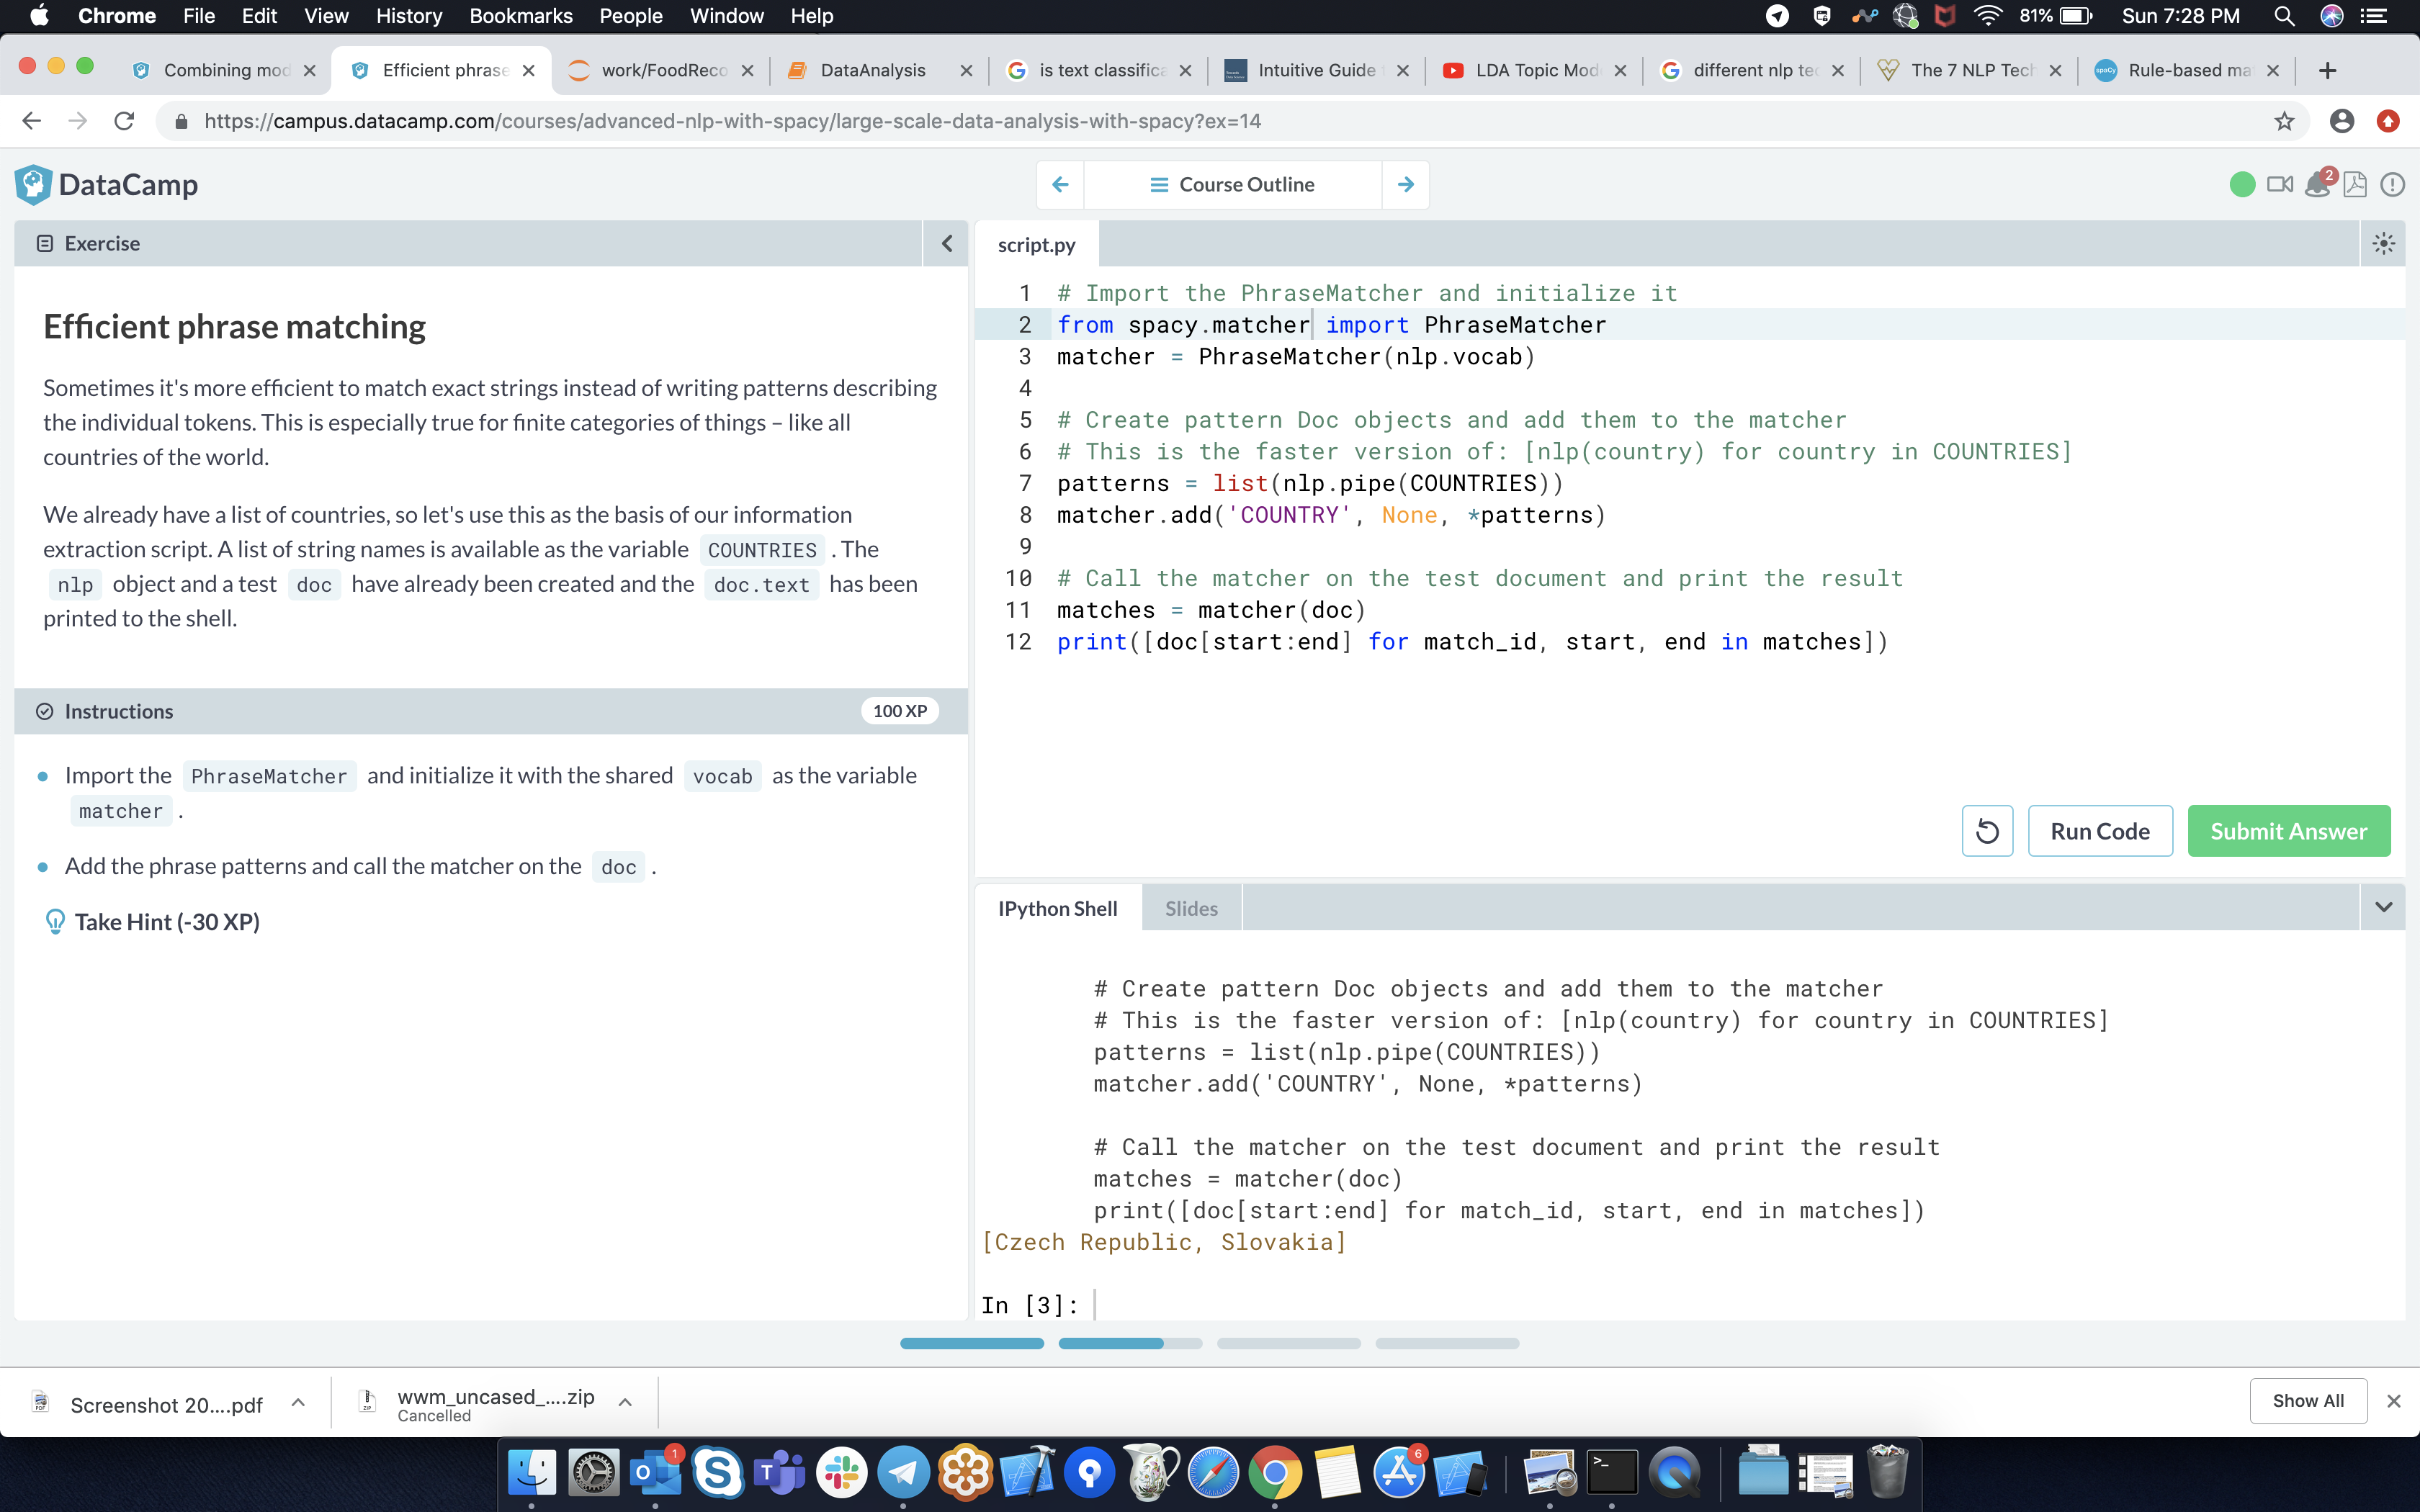 Chrome File Edit View History Bookmarks People Window Help 81% Sun 7:28 PM
Combining mod Efficient phrase work/FoodReco DataAnalysis is text classifica Intuitive Guide LDA Topic Mod different nlp tec The 7 NLP Tech Rule-based ma
https://campus.datacamp.com/courses/advanced-nlp-with-spacy/large-scale-data-analysis-with-spacy?ex=14
DataCamp
Course Outline
2
Exercise
Efficient phrase matching
Sometimes it's more efficient to match exact strings instead of writing patterns describing
the individual tokens. This is especially true for finite categories of things – like all
countries of the world.
We already have a list of countries, so let's use this as the basis of our information
extraction script. A list of string names is available as the variable COUNTRIES . The
nlp object and a test doc have already been created and the doc.text has been
printed to the shell.
Instructions
100 XP
Import the PhraseMatcher and initialize it with the shared vocab as the variable
matcher .
Add the phrase patterns and call the matcher on the doc .
Take Hint (-30 XP)
script.py
1 # Import the PhraseMatcher and initialize it
2 from spacy.matcher import PhraseMatcher
3 matcher = PhraseMatcher(nlp.vocab)
4
5 # Create pattern Doc objects and add them to the matcher
6 # This is the faster version of: [nlp(country) for country in COUNTRIES]
7 patterns = list(nlp.pipe(COUNTRIES))
8 matcher.add('COUNTRY', None, *patterns)
9
10 # Call the matcher on the test document and print the result
11 matches = matcher(doc)
12 print([doc[start:end] for match_id, start, end in matches])
Run Code
Submit Answer
IPython Shell
Slides
# Create pattern Doc objects and add them to the matcher
# This is the faster version of: [nlp(country) for country in COUNTRIES]
patterns = list(nlp.pipe(COUNTRIES))
matcher.add('COUNTRY', None, *patterns)
# Call the matcher on the test document and print the result
matches = matcher(doc)
print([doc[start:end] for match_id, start, end in matches])
[Czech Republic, Slovakia]
In [3]:
Screenshot 20....pdf
wwm_uncased_....zip
Cancelled
Show All
1
6